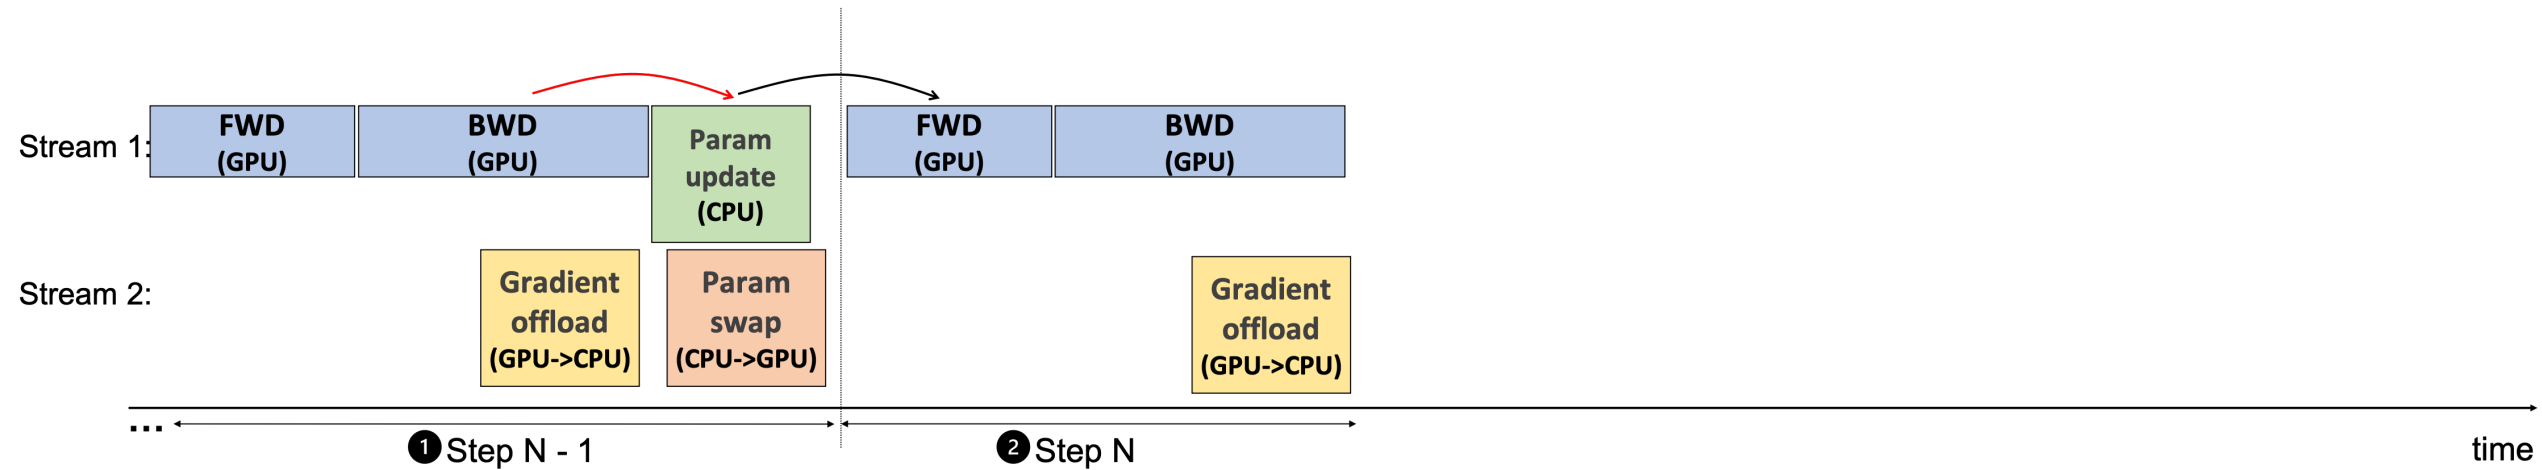 Stream 1:
FWD
(GPU)
BWD
(GPU)
Param
update
(CPU)
FWD
(GPU)
BWD
(GPU)
Stream 2:
Gradient
offload
(GPU->CPU)
Param
swap
(CPU->GPU)
Gradient
offload
(GPU->CPU)
...
1 Step N - 1
2 Step N
time